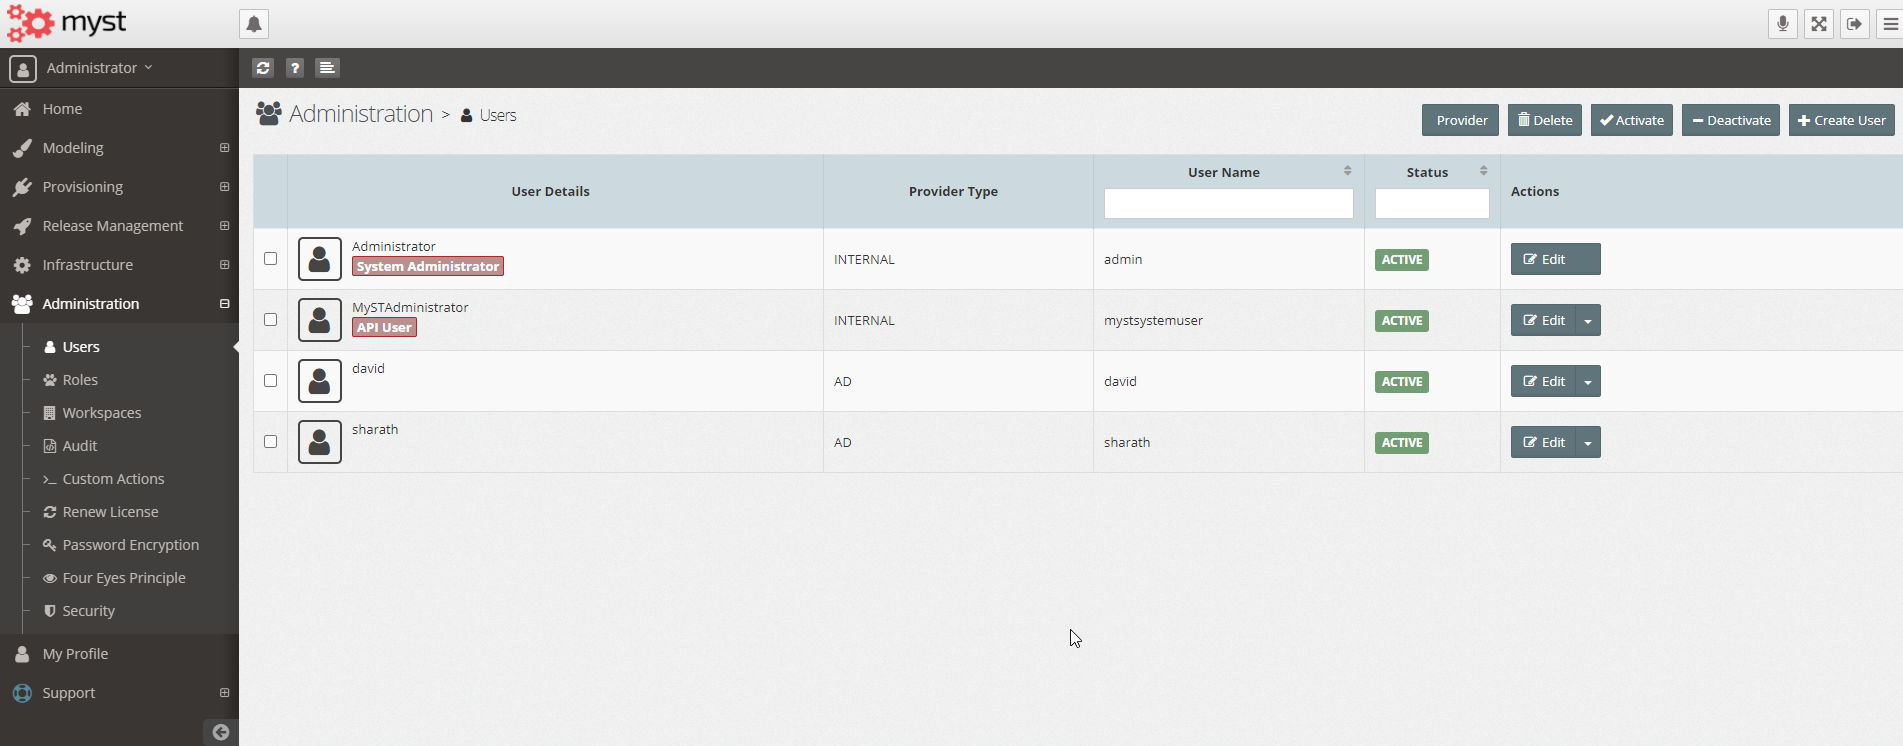 myst
Administrator
?
Home
Modeling
Provisioning
Release Management
Infrastructure
Administration
Users
Roles
Workspaces
Audit
Custom Actions
Renew License
Password Encryption
Four Eyes Principle
Security
My Profile
Support
Administration > Users
Provider Delete Activate Deactivate Create User
User Details Provider Type User Name Status Actions
Administrator
System Administrator
INTERNAL admin ACTIVE Edit
MySTAdministrator
API User
INTERNAL mystsystemuser ACTIVE Edit
david
AD david ACTIVE Edit
sharath
AD sharath ACTIVE Edit